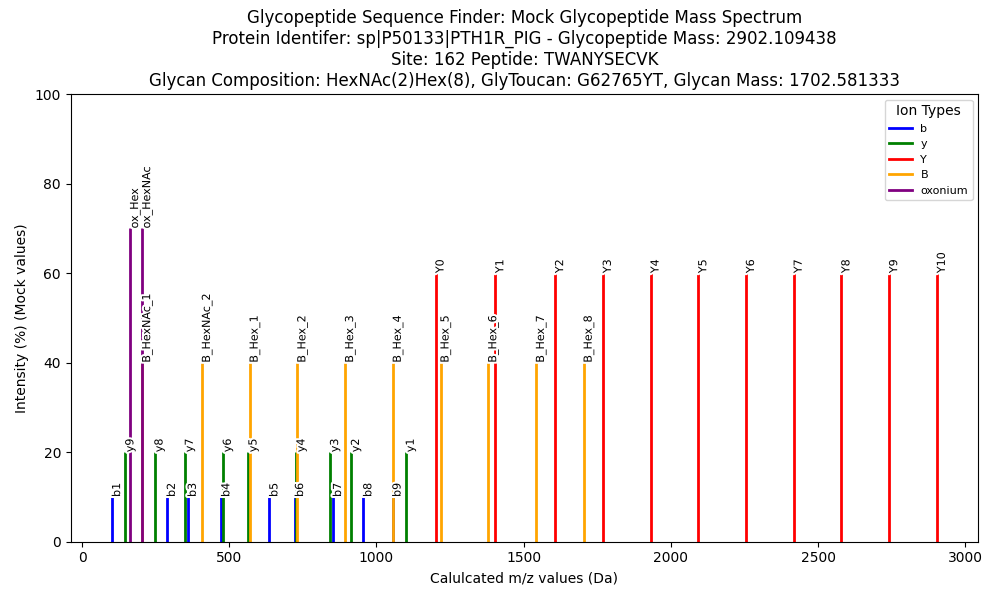 Glycopeptide Sequence Finder: Mock Glycopeptide Mass Spectrum
Protein Identifer: sp|P50133|PTH1R_PIG - Glycopeptide Mass: 2902.109438
Site: 162 Peptide: TWANYSECVK
Glycan Composition: HexNAc(2)Hex(8), GlyToucan: G62765YT, Glycan Mass: 1702.581333
Intensity (%) (Mock values)
100
80
60
40
20
0
Ion Types
b
y
Y
B
oxonium
ox_Hex
ox_HexNAc
Y0
Y1
Y2
Y3
Y4
Y5
Y6
Y7
Y8
Y9
Y10
B_HexNAc_1
B_HexNAc_2
B_Hex_1
B_Hex_2
B_Hex_3
B_Hex_4
B_Hex_5
B_Hex_6
B_Hex_7
B_Hex_8
y9
y8
y7
y6
y5
y4
y3
y2
y1
b1
b2
b3
b4
b5
b6
b7
b8
b9
0
500
1000
1500
2000
2500
3000
Calulcated m/z values (Da)